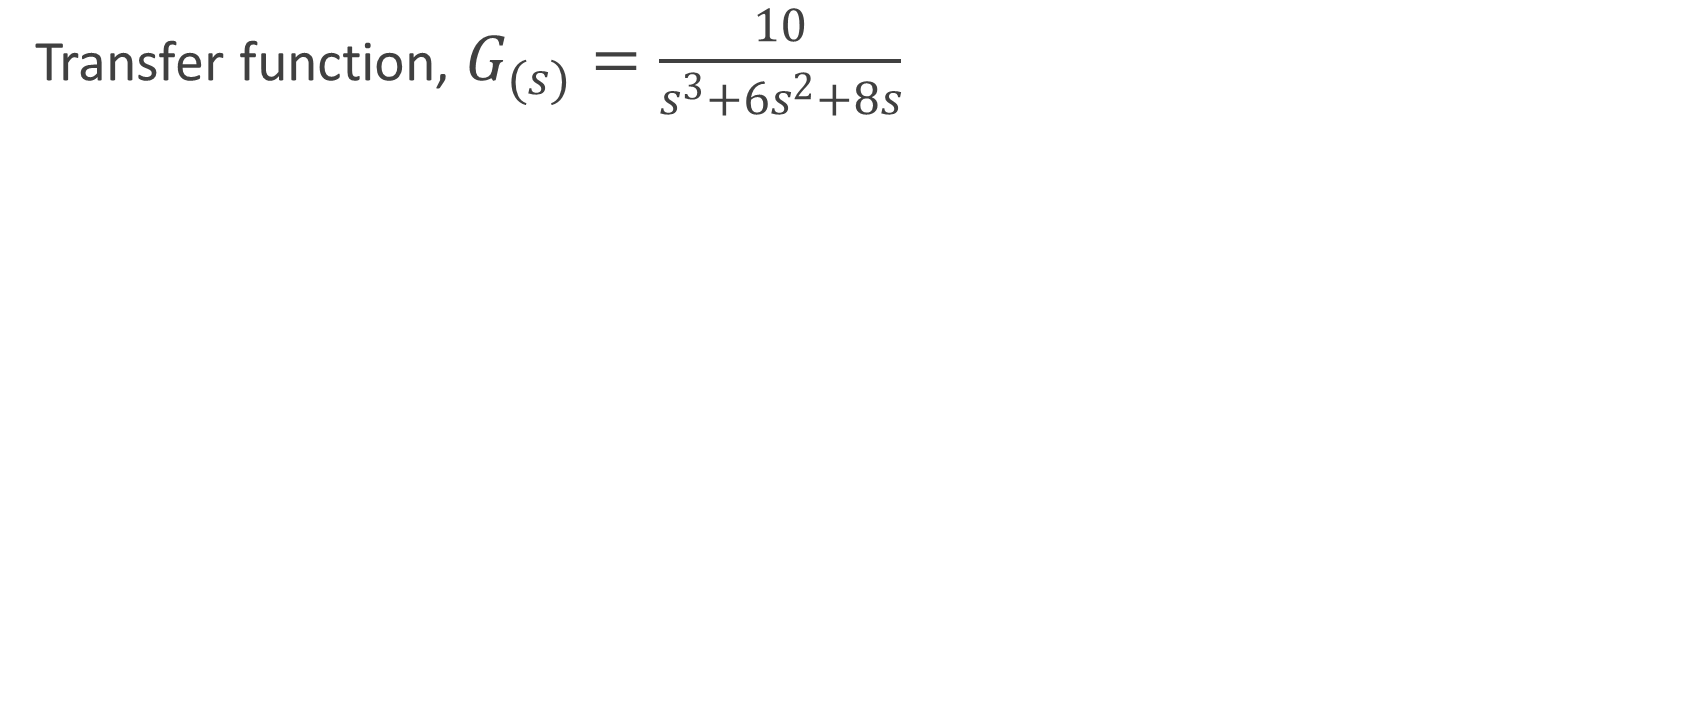 Transfer function, G₍ₛ₎ = 10 / (s³+6s²+8s)